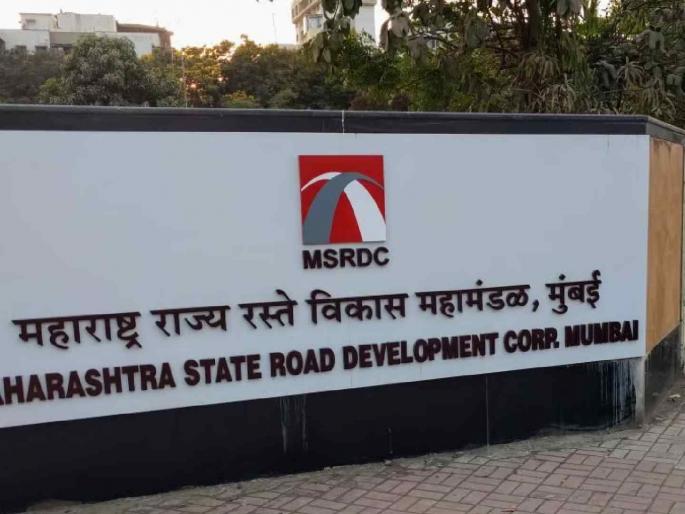 MSRDC
महाराष्ट्र राज्य रस्ते विकास महामंडळ, मुंबई
AHARASHTRA STATE ROAD DEVELOPMENT CORP. MUMBAI